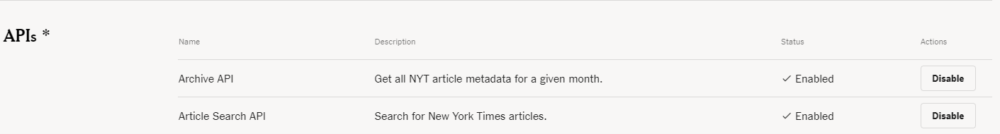 APIs *
Name Description Status Actions
Archive API Get all NYT article metadata for a given month. ✓ Enabled Disable
Article Search API Search for New York Times articles. ✓ Enabled Disable